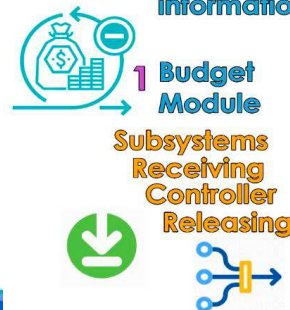 1 Budget
Module
Subsystems
Receiving
Controller
Releasing